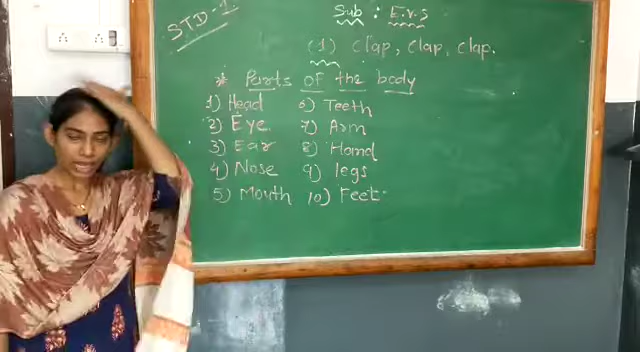 STD-1.
Sub : E.v.s
(1) Clap, Clap, Clap.
* Parts OF the body
1) Head 6) Teeth
2) Eye 7) Arm
3) Ear 8) Hand
4) Nose 9) legs
5) Mouth 10) Feet